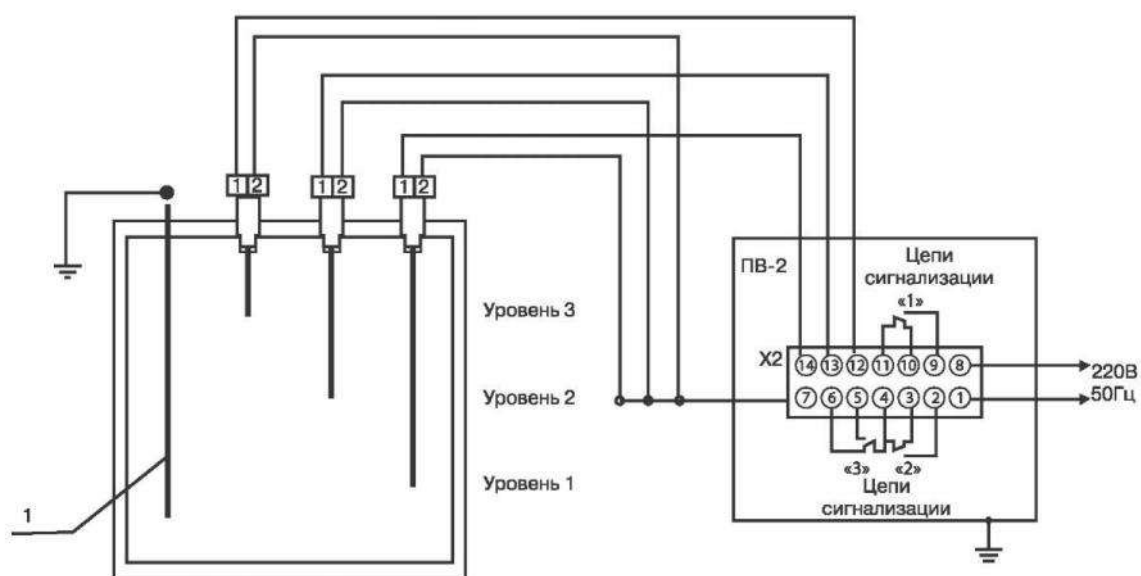 1 2 1 2 1 2
Уровень 3
Уровень 2
Уровень 1
1
ПВ-2
Цепи
сигнализации
«1»
X2
14 13 12 11 10 9 8
7 6 5 4 3 2 1
220В
50Гц
«3» «2»
Цепи
сигнализации